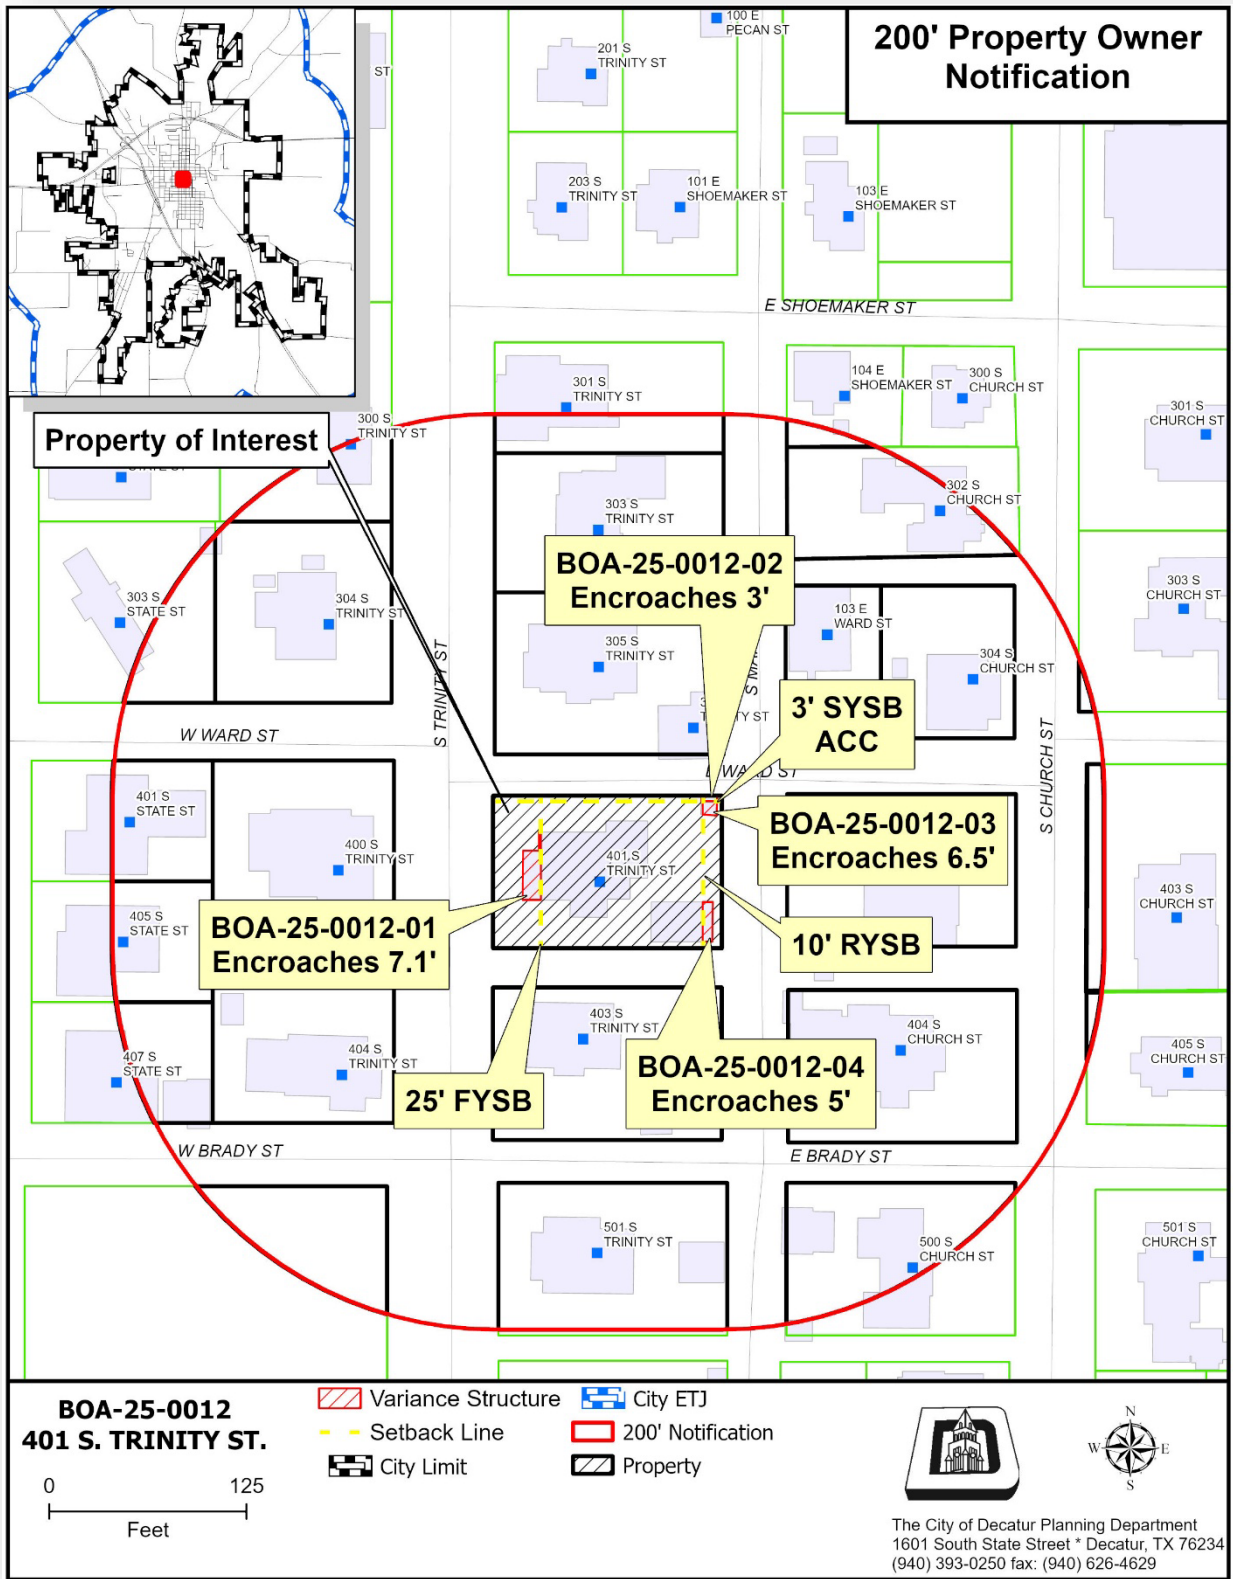 200' Property Owner
Notification
100 E
PECAN ST
201 S
TRINITY ST
ST
203 S
TRINITY ST
101 E
SHOEMAKER ST
103 E
SHOEMAKER ST
E SHOEMAKER ST
301 S
TRINITY ST
104 E
SHOEMAKER ST
300 S
CHURCH ST
301 S
CHURCH ST
300 S
TRINITY ST
Property of Interest
STATE ST
302 S
CHURCH ST
303 S
TRINITY ST
BOA-25-0012-02
Encroaches 3'
303 S
STATE ST
304 S
TRINITY ST
103 E
WARD ST
303 S
CHURCH ST
305 S
TRINITY ST
304 S
CHURCH ST
S TRINITY ST
S MA
3' SYSB
ACC
W WARD ST
E WARD ST
S CHURCH ST
401 S
STATE ST
400 S
TRINITY ST
401 S
TRINITY ST
BOA-25-0012-03
Encroaches 6.5'
403 S
CHURCH ST
405 S
STATE ST
BOA-25-0012-01
Encroaches 7.1'
10' RYSB
403 S
TRINITY ST
404 S
CHURCH ST
405 S
CHURCH ST
407 S
STATE ST
404 S
TRINITY ST
25' FYSB
BOA-25-0012-04
Encroaches 5'
W BRADY ST
E BRADY ST
501 S
TRINITY ST
500 S
CHURCH ST
501 S
CHURCH ST
BOA-25-0012
401 S. TRINITY ST.
0 125
Feet
Variance Structure
Setback Line
City Limit
City ETJ
200' Notification
Property
N
W E
S
The City of Decatur Planning Department
1601 South State Street * Decatur, TX 76234
(940) 393-0250 fax: (940) 626-4629